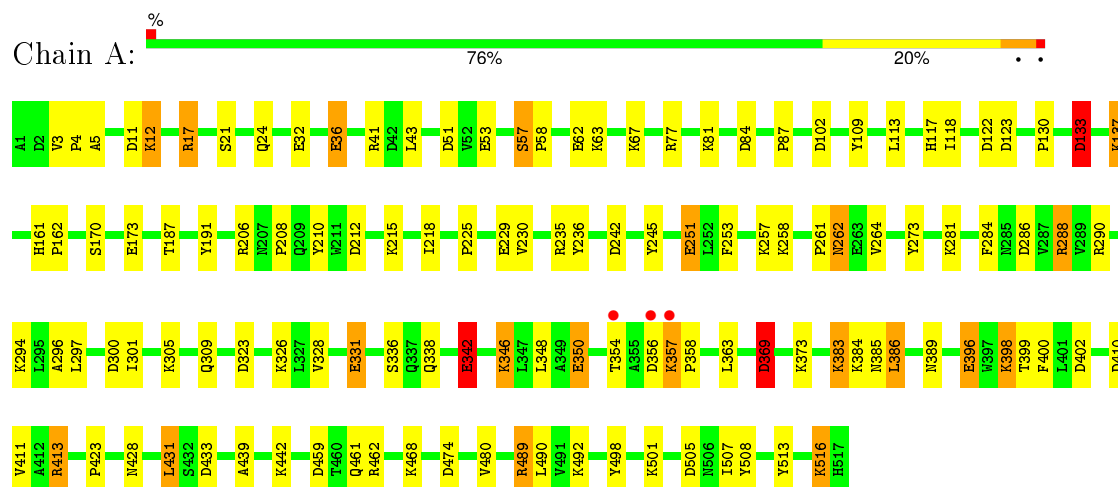 %
Chain A:
76% 20% • •
A1 D2 V3 P4 A5 D11 K12 R17 S21 Q24 E32 E36 R41 D42 L43 D51 V52 E53 S57 P58 E62 K63 K67 R77 K81 D84 P87 D102 Y109 L113 H117 I118 D122 D123 P130 D133 K137
H161 P162 S170 E173 T187 Y191 R206 N207 P208 Q209 Y210 W211 D212 K215 I218 P225 E229 V230 R235 Y236 D242 Y245 E251 L252 F253 K257 K258 P261 N262 E263 V264 Y273 K281 F284 N285 D286 V287 R288 V289 R290
K294 L295 A296 L297 D300 I301 K305 Q309 D323 K326 L327 V328 E331 S336 Q337 Q338 E342 K346 L347 L348 A349 E350 T354 A355 D356 K357 P358 L363 D369 K373 K383 K384 N385 L386 N389 E396 W397 K398 T399 F400 L401 D402 D410
V411 A412 R413 P423 N428 L431 S432 D433 A439 K442 D459 T460 Q461 R462 K468 D474 V480 R489 L490 V491 K492 Y498 K501 D505 N506 I507 Y508 Y513 K516 H517